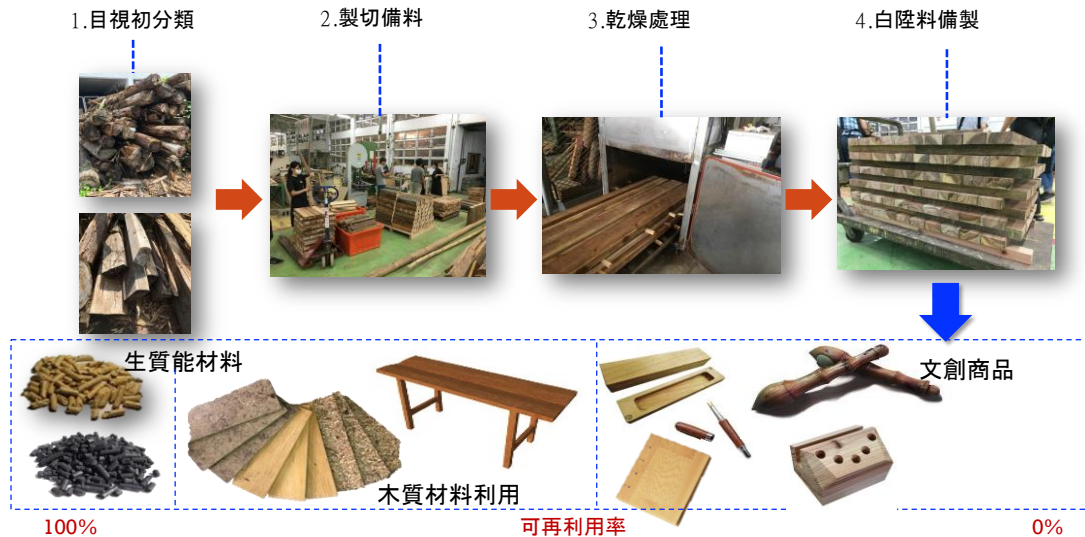 1.目視初分類
2.製切備料
3.乾燥處理
4.白陞料備製
生質能材料
木質材料利用
文創商品
100%
可再利用率
0%